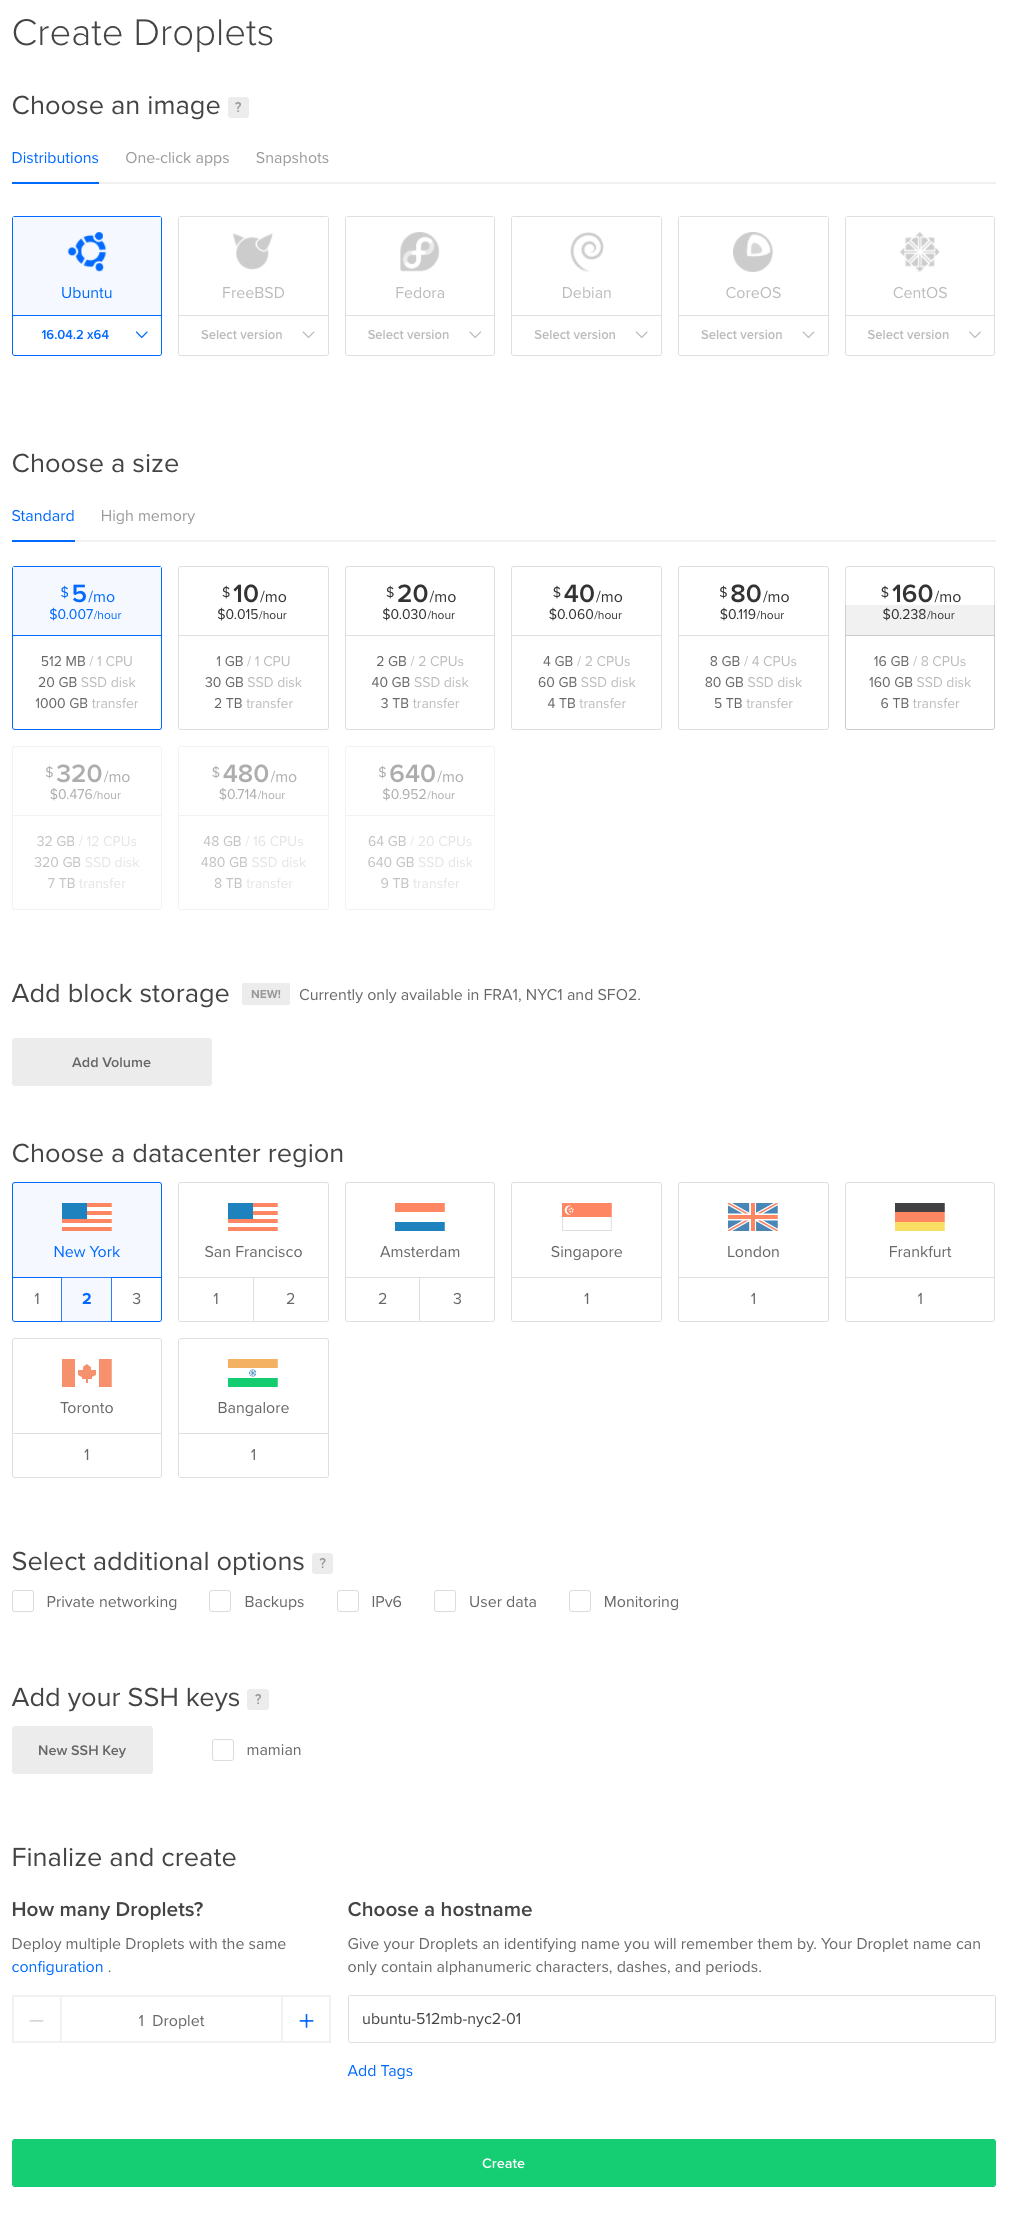 Create Droplets
Choose an image ?
Distributions One-click apps Snapshots
Ubuntu FreeBSD Fedora Debian CoreOS CentOS
16.04.2 x64 Select version Select version Select version Select version Select version
Choose a size
Standard High memory
$5/mo $10/mo $20/mo $40/mo $80/mo $160/mo
$0.007/hour $0.015/hour $0.030/hour $0.060/hour $0.119/hour $0.238/hour
512 MB / 1 CPU 1 GB / 1 CPU 2 GB / 2 CPUs 4 GB / 2 CPUs 8 GB / 4 CPUs 16 GB / 8 CPUs
20 GB SSD disk 30 GB SSD disk 40 GB SSD disk 60 GB SSD disk 80 GB SSD disk 160 GB SSD disk
1000 GB transfer 2 TB transfer 3 TB transfer 4 TB transfer 5 TB transfer 6 TB transfer
$320/mo $480/mo $640/mo
$0.476/hour $0.714/hour $0.952/hour
32 GB / 12 CPUs 48 GB / 16 CPUs 64 GB / 20 CPUs
320 GB SSD disk 480 GB SSD disk 640 GB SSD disk
7 TB transfer 8 TB transfer 9 TB transfer
Add block storage NEW! Currently only available in FRA1, NYC1 and SFO2.
Add Volume
Choose a datacenter region
New York San Francisco Amsterdam Singapore London Frankfurt
1 2 3 1 2 2 3 1 1 1
Toronto Bangalore
1 1
Select additional options ?
Private networking Backups IPv6 User data Monitoring
Add your SSH keys ?
New SSH Key mamian
Finalize and create
How many Droplets? Choose a hostname
Deploy multiple Droplets with the same Give your Droplets an identifying name you will remember them by. Your Droplet name can
configuration . only contain alphanumeric characters, dashes, and periods.
− 1 Droplet + ubuntu-512mb-nyc2-01
Add Tags
Create